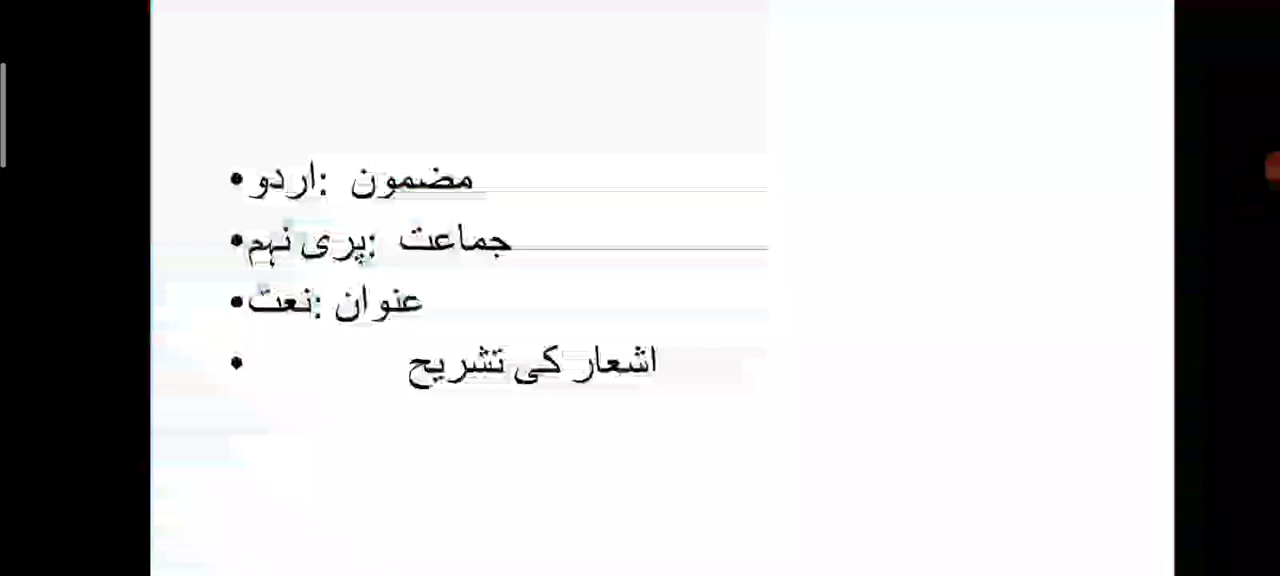 مضمون :اردو
جماعت :پری نہم
عنوان :نعت
اشعار کی تشریح